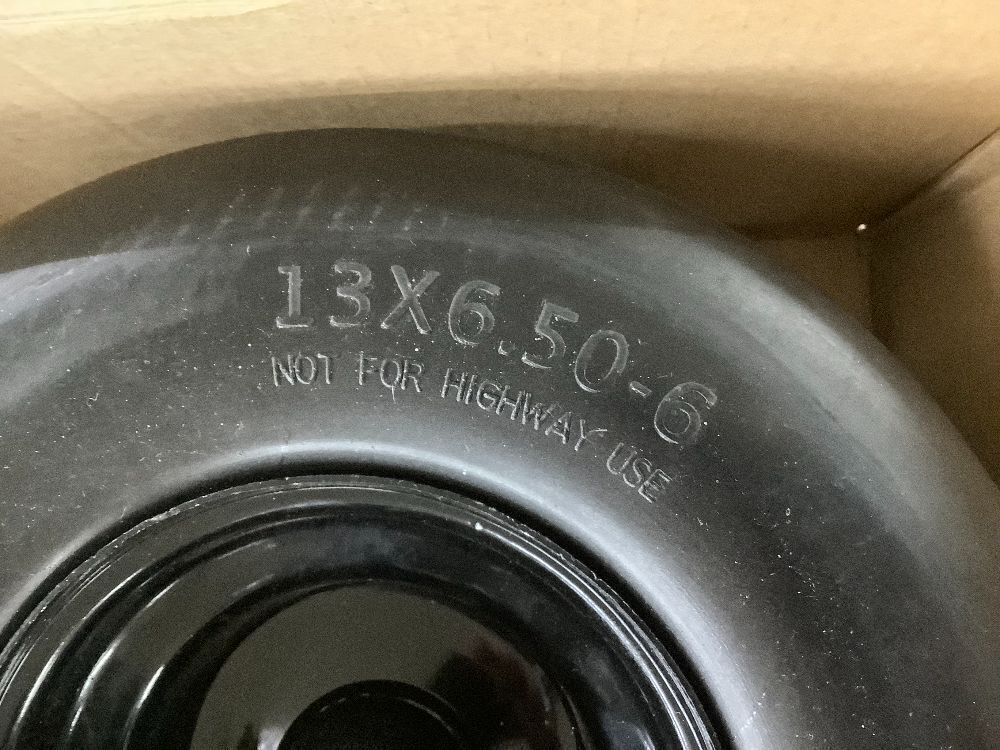 13X6.50-6
NOT FOR HIGHWAY USE